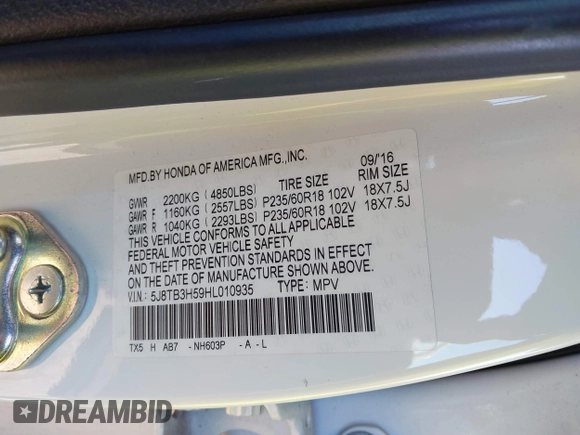 MFD.BY HONDA OF AMERICA MFG.,INC. 09/'16
GVWR 2200KG (4850LBS) TIRE SIZE RIM SIZE
GAWR F 1160KG (2557LBS) P235/60R18 102V 18X7.5J
GAWR R 1040KG (2293LBS) P235/60R18 102V 18X7.5J
THIS VEHICLE CONFORMS TO ALL APPLICABLE
FEDERAL MOTOR VEHICLE SAFETY
AND THEFT PREVENTION STANDARDS IN EFFECT
ON THE DATE OF MANUFACTURE SHOWN ABOVE.
V.I.N.: 5J8TB3H59HL010935 TYPE: MPV
TX5 H AB7 - NH603P - A - L
DREAMBID